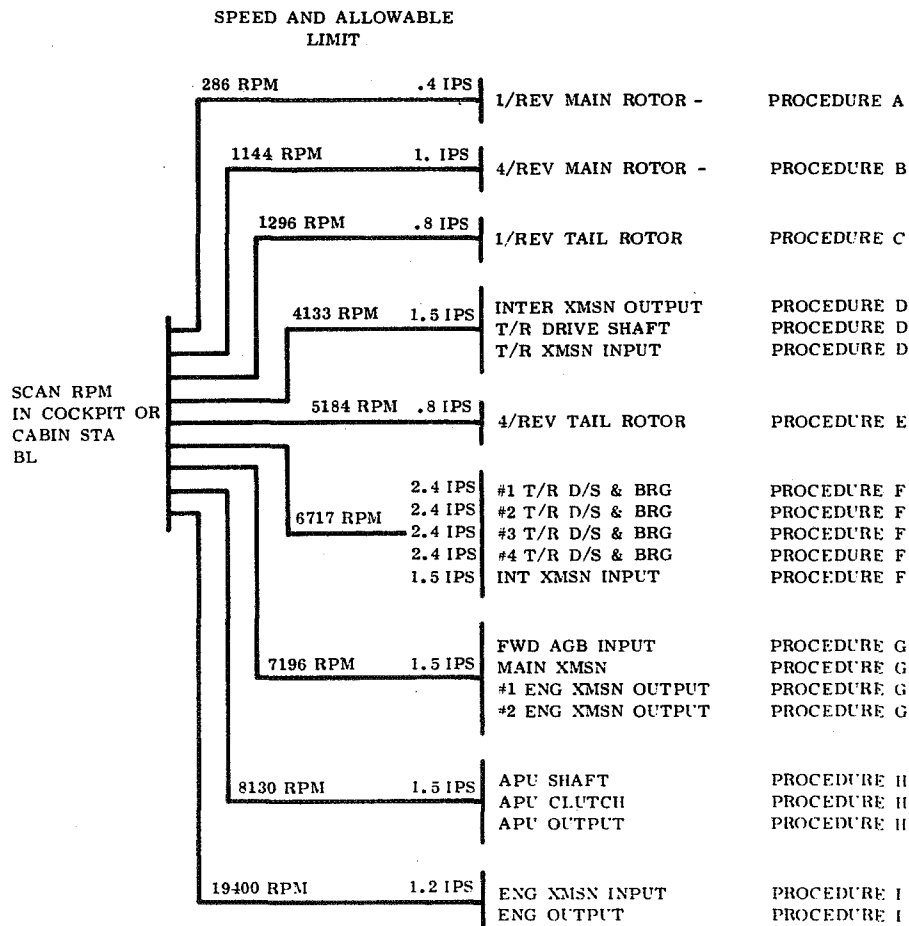 SPEED AND ALLOWABLE
LIMIT
286 RPM .4 IPS
1/REV MAIN ROTOR - PROCEDURE A
1144 RPM 1. IPS
4/REV MAIN ROTOR - PROCEDURE B
1296 RPM .8 IPS
1/REV TAIL ROTOR PROCEDURE C
4133 RPM 1.5 IPS
INTER XMSN OUTPUT PROCEDURE D
T/R DRIVE SHAFT PROCEDURE D
T/R XMSN INPUT PROCEDURE D
SCAN RPM
IN COCKPIT OR
CABIN STA
BL
5184 RPM .8 IPS
4/REV TAIL ROTOR PROCEDURE E
6717 RPM
2.4 IPS #1 T/R D/S & BRG PROCEDURE F
2.4 IPS #2 T/R D/S & BRG PROCEDURE F
2.4 IPS #3 T/R D/S & BRG PROCEDURE F
2.4 IPS #4 T/R D/S & BRG PROCEDURE F
1.5 IPS INT XMSN INPUT PROCEDURE F
7196 RPM 1.5 IPS
FWD AGB INPUT PROCEDURE G
MAIN XMSN PROCEDURE G
#1 ENG XMSN OUTPUT PROCEDURE G
#2 ENG XMSN OUTPUT PROCEDURE G
8130 RPM 1.5 IPS
APU SHAFT PROCEDURE H
APU CLUTCH PROCEDURE H
APU OUTPUT PROCEDURE H
19400 RPM 1.2 IPS
ENG XMSN INPUT PROCEDURE I
ENG OUTPUT PROCEDURE I